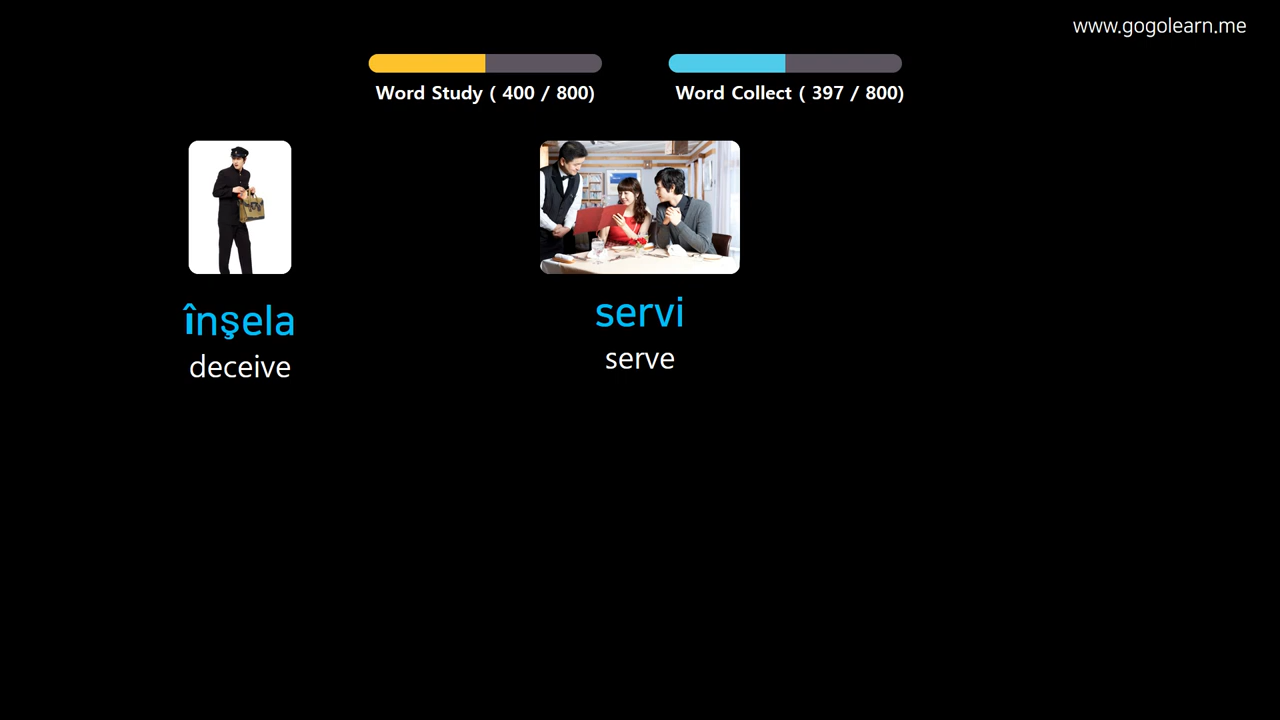 www.gogolearn.me
Word Study ( 400 / 800)
Word Collect ( 397 / 800)
înşela
deceive
servi
serve